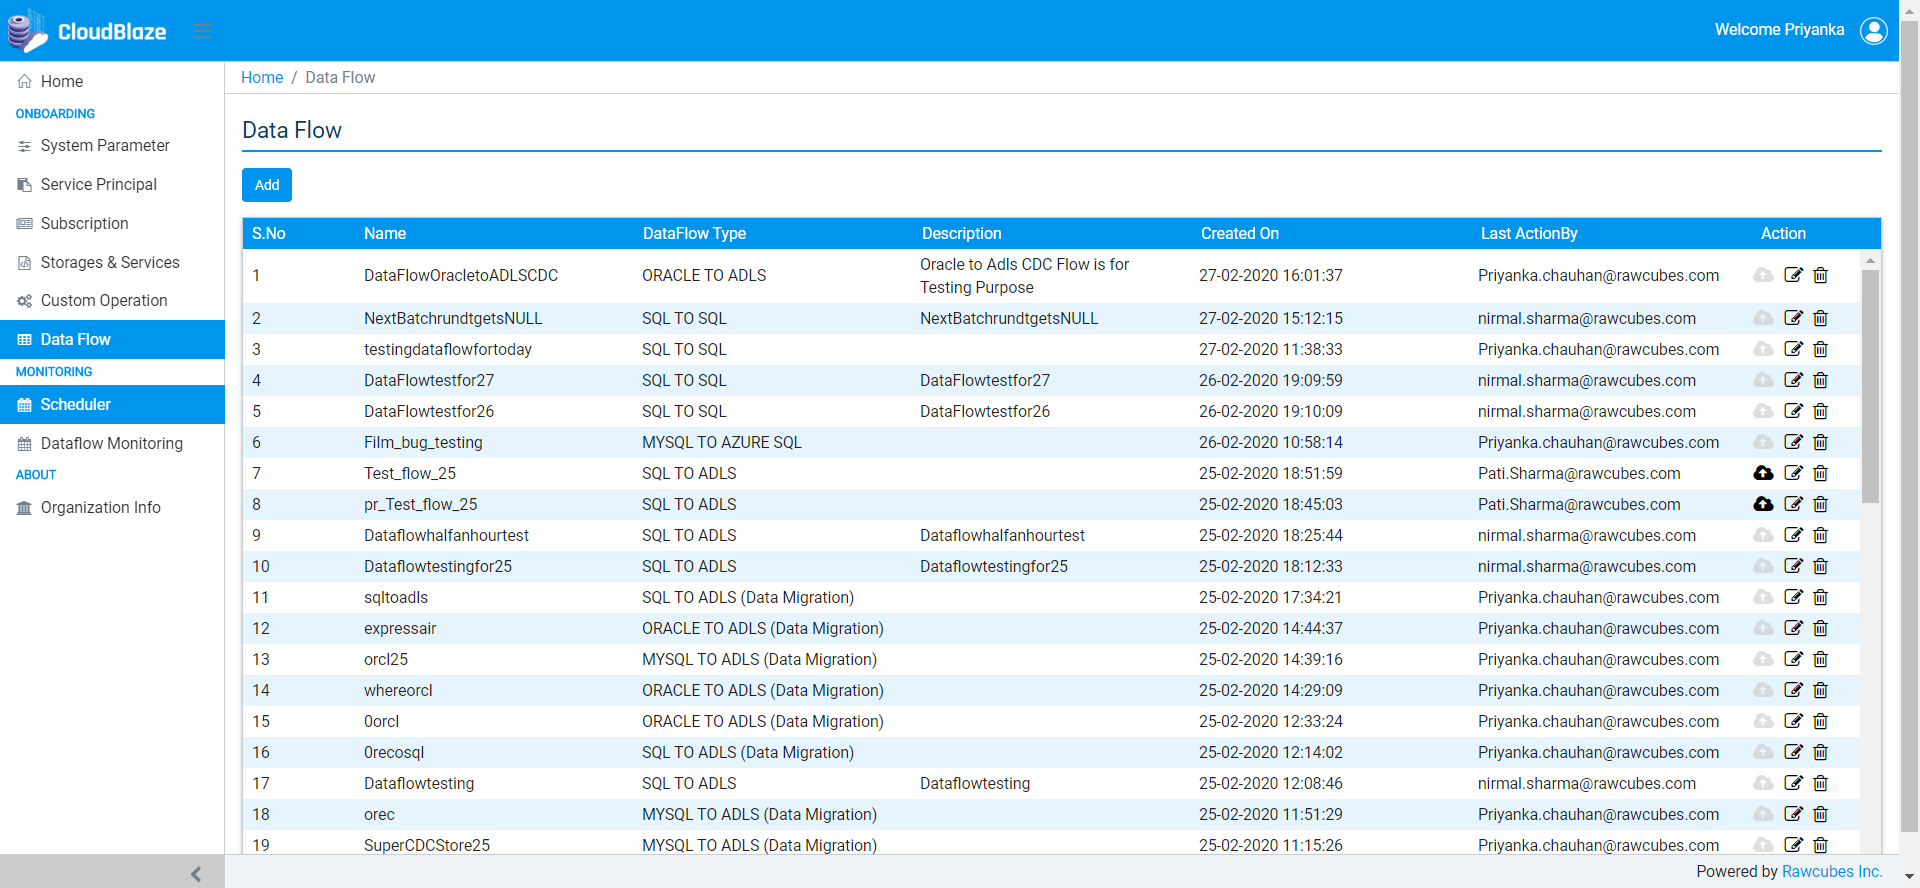 CloudBlaze
Welcome Priyanka
Home
ONBOARDING
System Parameter
Service Principal
Subscription
Storages & Services
Custom Operation
Data Flow
MONITORING
Scheduler
Dataflow Monitoring
ABOUT
Organization Info
Home / Data Flow
Data Flow
Add
S.No Name DataFlow Type Description Created On Last ActionBy Action
1 DataFlowOracletoADLSCDC ORACLE TO ADLS Oracle to Adls CDC Flow is for Testing Purpose 27-02-2020 16:01:37 Priyanka.chauhan@rawcubes.com
2 NextBatchrundtgetsNULL SQL TO SQL NextBatchrundtgetsNULL 27-02-2020 15:12:15 nirmal.sharma@rawcubes.com
3 testingdataflowfortoday SQL TO SQL 27-02-2020 11:38:33 Priyanka.chauhan@rawcubes.com
4 DataFlowtestfor27 SQL TO SQL DataFlowtestfor27 26-02-2020 19:09:59 nirmal.sharma@rawcubes.com
5 DataFlowtestfor26 SQL TO SQL DataFlowtestfor26 26-02-2020 19:10:09 nirmal.sharma@rawcubes.com
6 Film_bug_testing MYSQL TO AZURE SQL 26-02-2020 10:58:14 Priyanka.chauhan@rawcubes.com
7 Test_flow_25 SQL TO ADLS 25-02-2020 18:51:59 Pati.Sharma@rawcubes.com
8 pr_Test_flow_25 SQL TO ADLS 25-02-2020 18:45:03 Pati.Sharma@rawcubes.com
9 Dataflowhalfanhourtest SQL TO ADLS Dataflowhalfanhourtest 25-02-2020 18:25:44 nirmal.sharma@rawcubes.com
10 Dataflowtestingfor25 SQL TO ADLS Dataflowtestingfor25 25-02-2020 18:12:33 nirmal.sharma@rawcubes.com
11 sqltoadls SQL TO ADLS (Data Migration) 25-02-2020 17:34:21 Priyanka.chauhan@rawcubes.com
12 expressair ORACLE TO ADLS (Data Migration) 25-02-2020 14:44:37 Priyanka.chauhan@rawcubes.com
13 orcl25 MYSQL TO ADLS (Data Migration) 25-02-2020 14:39:16 Priyanka.chauhan@rawcubes.com
14 whereorcl ORACLE TO ADLS (Data Migration) 25-02-2020 14:29:09 Priyanka.chauhan@rawcubes.com
15 0orcl ORACLE TO ADLS (Data Migration) 25-02-2020 12:33:24 Priyanka.chauhan@rawcubes.com
16 0recosql SQL TO ADLS (Data Migration) 25-02-2020 12:14:02 Priyanka.chauhan@rawcubes.com
17 Dataflowtesting SQL TO ADLS Dataflowtesting 25-02-2020 12:08:46 nirmal.sharma@rawcubes.com
18 orec MYSQL TO ADLS (Data Migration) 25-02-2020 11:51:29 Priyanka.chauhan@rawcubes.com
19 SuperCDCStore25 MYSQL TO ADLS (Data Migration) 25-02-2020 11:15:26 Priyanka.chauhan@rawcubes.com
Powered by Rawcubes Inc.